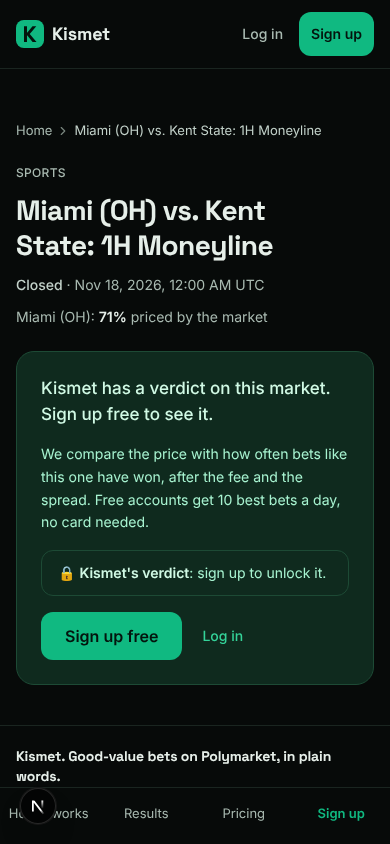 K Kismet
Log in
Sign up
Home > Miami (OH) vs. Kent State: 1H Moneyline
SPORTS
Miami (OH) vs. Kent
State: 1H Moneyline
Closed · Nov 18, 2026, 12:00 AM UTC
Miami (OH): 71% priced by the market
Kismet has a verdict on this market.
Sign up free to see it.
We compare the price with how often bets like
this one have won, after the fee and the
spread. Free accounts get 10 best bets a day,
no card needed.
🔒 Kismet's verdict: sign up to unlock it.
Sign up free
Log in
Kismet. Good-value bets on Polymarket, in plain
words.
N
works
Results
Pricing
Sign up